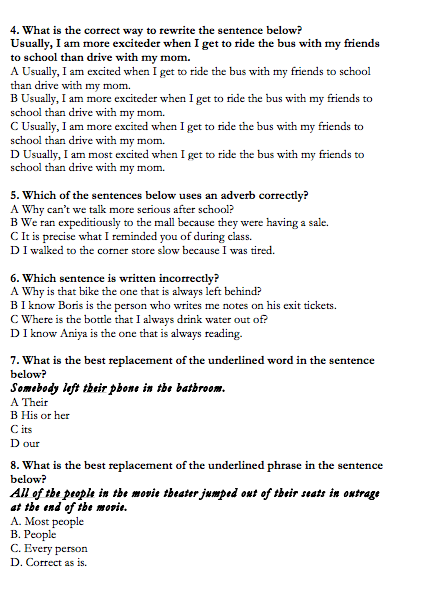 4. What is the correct way to rewrite the sentence below?
Usually, I am more exciteder when I get to ride the bus with my friends
to school than drive with my mom.
A Usually, I am excited when I get to ride the bus with my friends to school
than drive with my mom.
B Usually, I am more exciteder when I get to ride the bus with my friends to
school than drive with my mom.
C Usually, I am more excited when I get to ride the bus with my friends to
school than drive with my mom.
D Usually, I am most excited when I get to ride the bus with my friends to
school than drive with my mom.
5. Which of the sentences below uses an adverb correctly?
A Why can't we talk more serious after school?
B We ran expeditiously to the mall because they were having a sale.
C It is precise what I reminded you of during class.
D I walked to the corner store slow because I was tired.
6. Which sentence is written incorrectly?
A Why is that bike the one that is always left behind?
B I know Boris is the person who writes me notes on his exit tickets.
C Where is the bottle that I always drink water out of?
D I know Aniya is the one that is always reading.
7. What is the best replacement of the underlined word in the sentence
below?
Somebody left their phone in the bathroom.
A Their
B His or her
C its
D our
8. What is the best replacement of the underlined phrase in the sentence
below?
All of the people in the movie theater jumped out of their seats in outrage
at the end of the movie.
A. Most people
B. People
C. Every person
D. Correct as is.